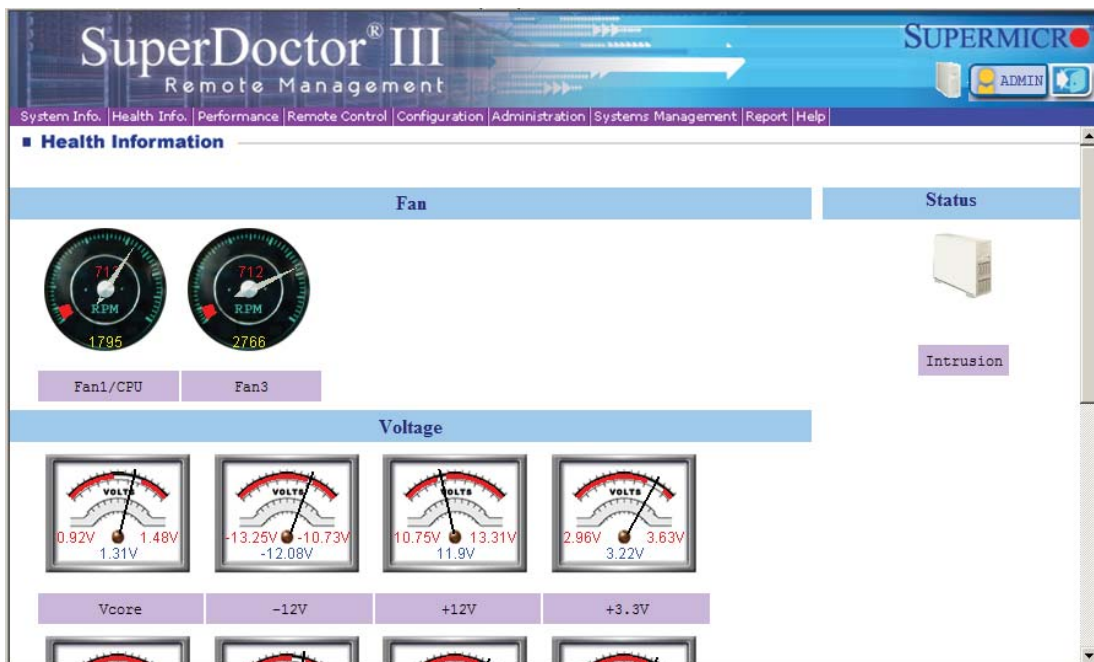 SuperDoctor® III
Remote Management
SUPERMICR
ADMIN
System Info. Health Info. Performance Remote Control Configuration Administration Systems Management Report Help
Health Information
Fan
Status
712
RPM
RPM
1795
2766
Fan1/CPU
Fan3
Intrusion
Voltage
VOLTS
VOLTS
VOLTS
VOLTS
0.92V 1.48V
-13.25V -10.73V
10.75V 13.31V
2.96V 3.63V
1.31V
-12.08V
11.9V
3.22V
Vcore
-12V
+12V
+3.3V